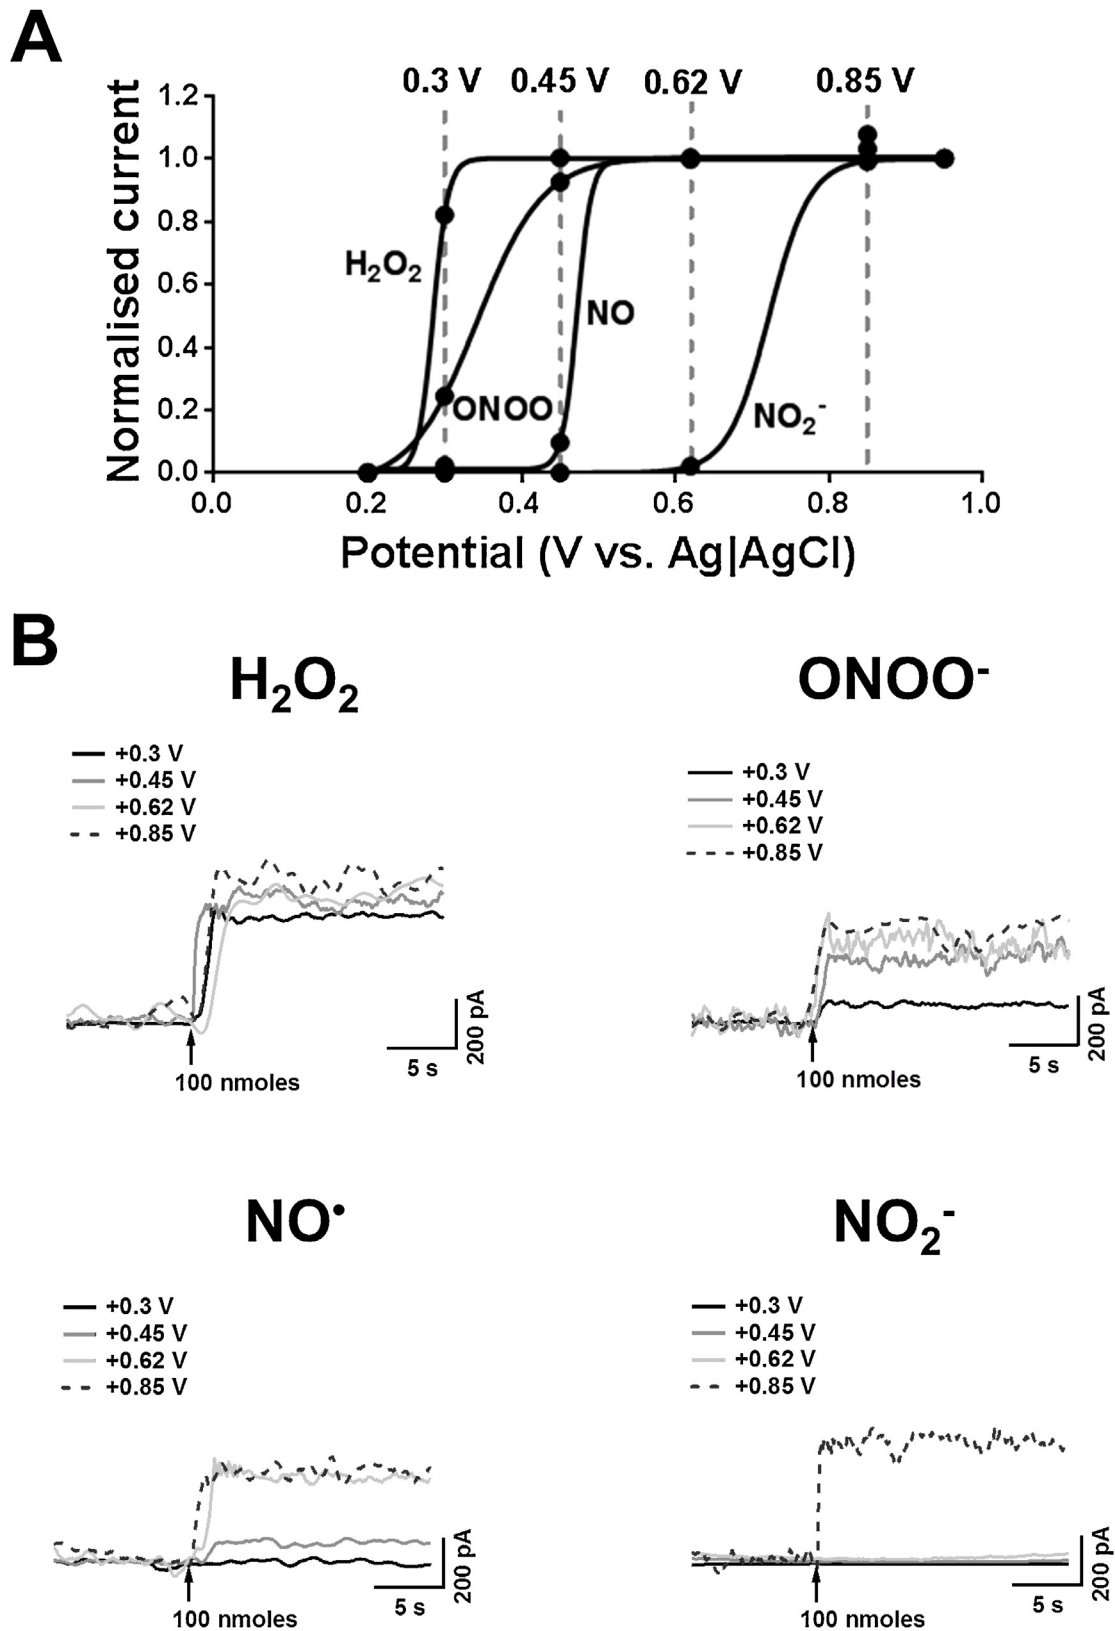 A
0.3 V 0.45 V 0.62 V 0.85 V
Normalised current
1.2
1.0
0.8
0.6
0.4
0.2
0.0
H₂O₂
ONOO
NO
NO₂⁻
0.0 0.2 0.4 0.6 0.8 1.0
Potential (V vs. Ag|AgCl)
B
H₂O₂
+0.3 V
+0.45 V
+0.62 V
+0.85 V
100 nmoles
5 s
200 pA
ONOO⁻
+0.3 V
+0.45 V
+0.62 V
+0.85 V
100 nmoles
5 s
200 pA
NO•
+0.3 V
+0.45 V
+0.62 V
+0.85 V
100 nmoles
5 s
200 pA
NO₂⁻
+0.3 V
+0.45 V
+0.62 V
+0.85 V
100 nmoles
5 s
200 pA